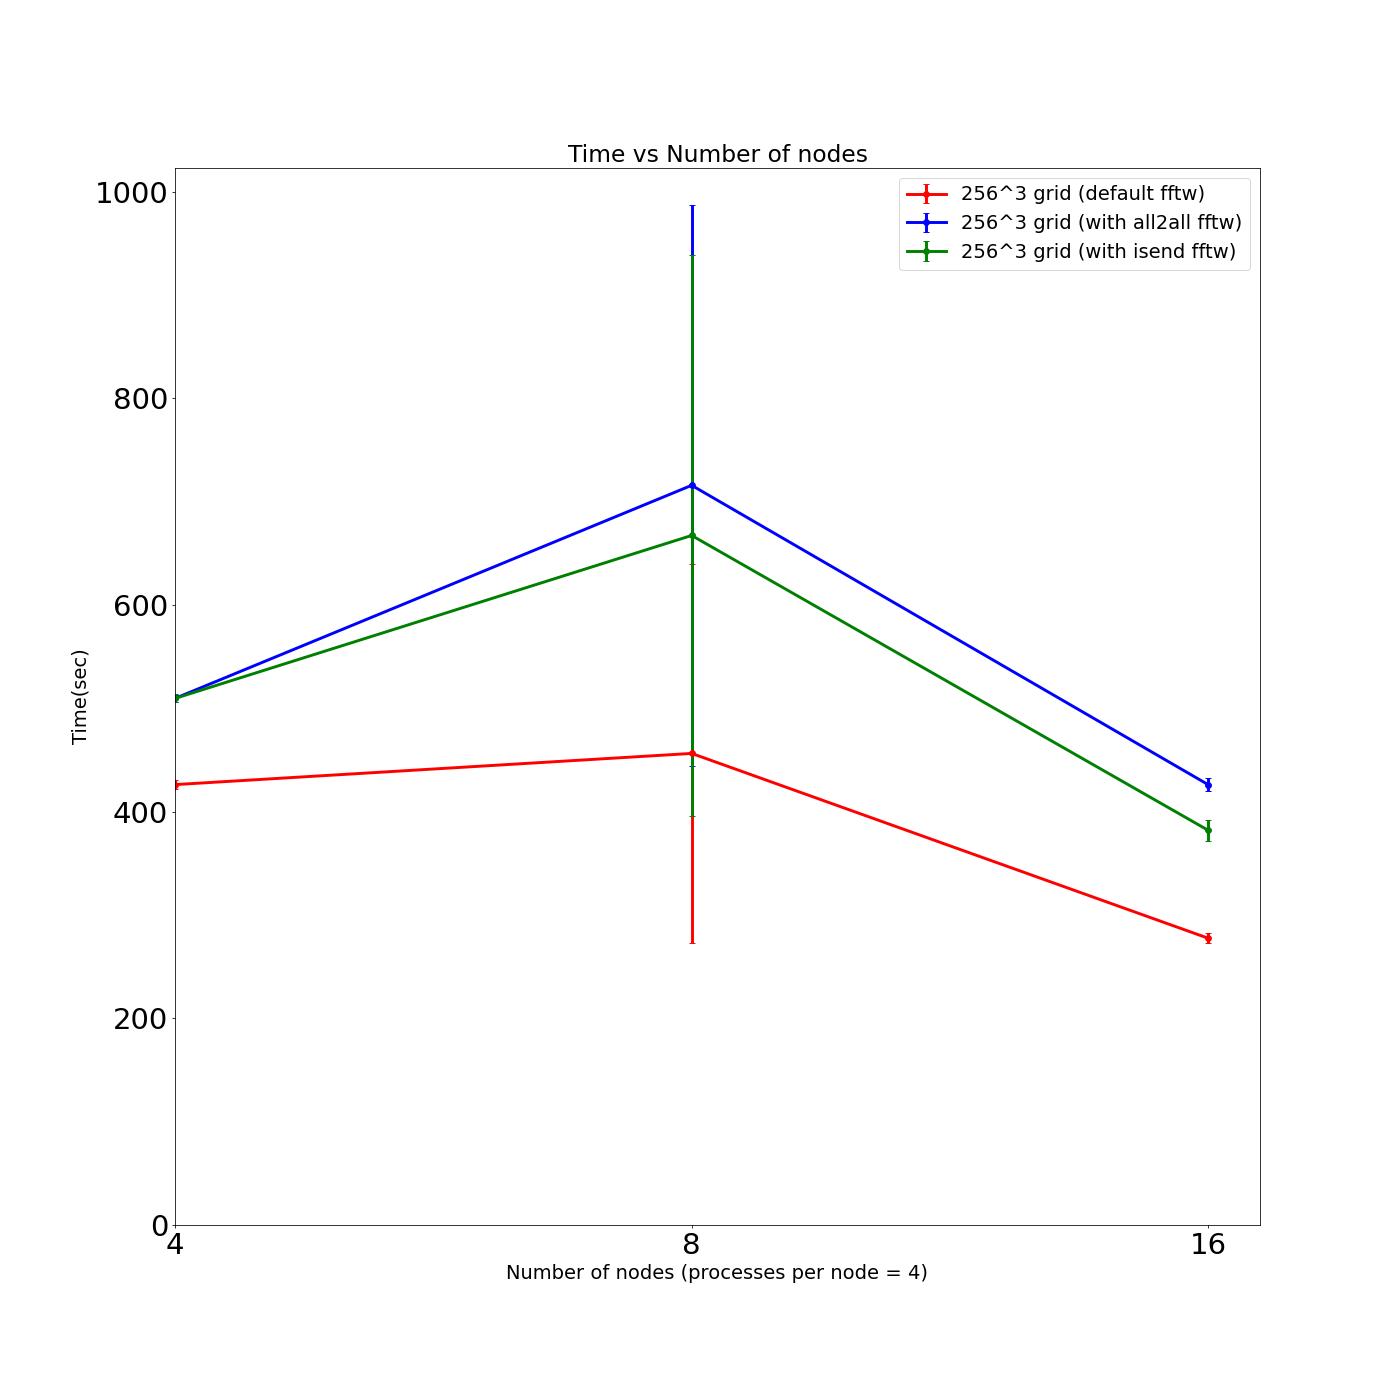 Time vs Number of nodes
256^3 grid (default fftw)
256^3 grid (with all2all fftw)
256^3 grid (with isend fftw)
1000
800
600
400
200
0
Time(sec)
4 8 16
Number of nodes (processes per node = 4)